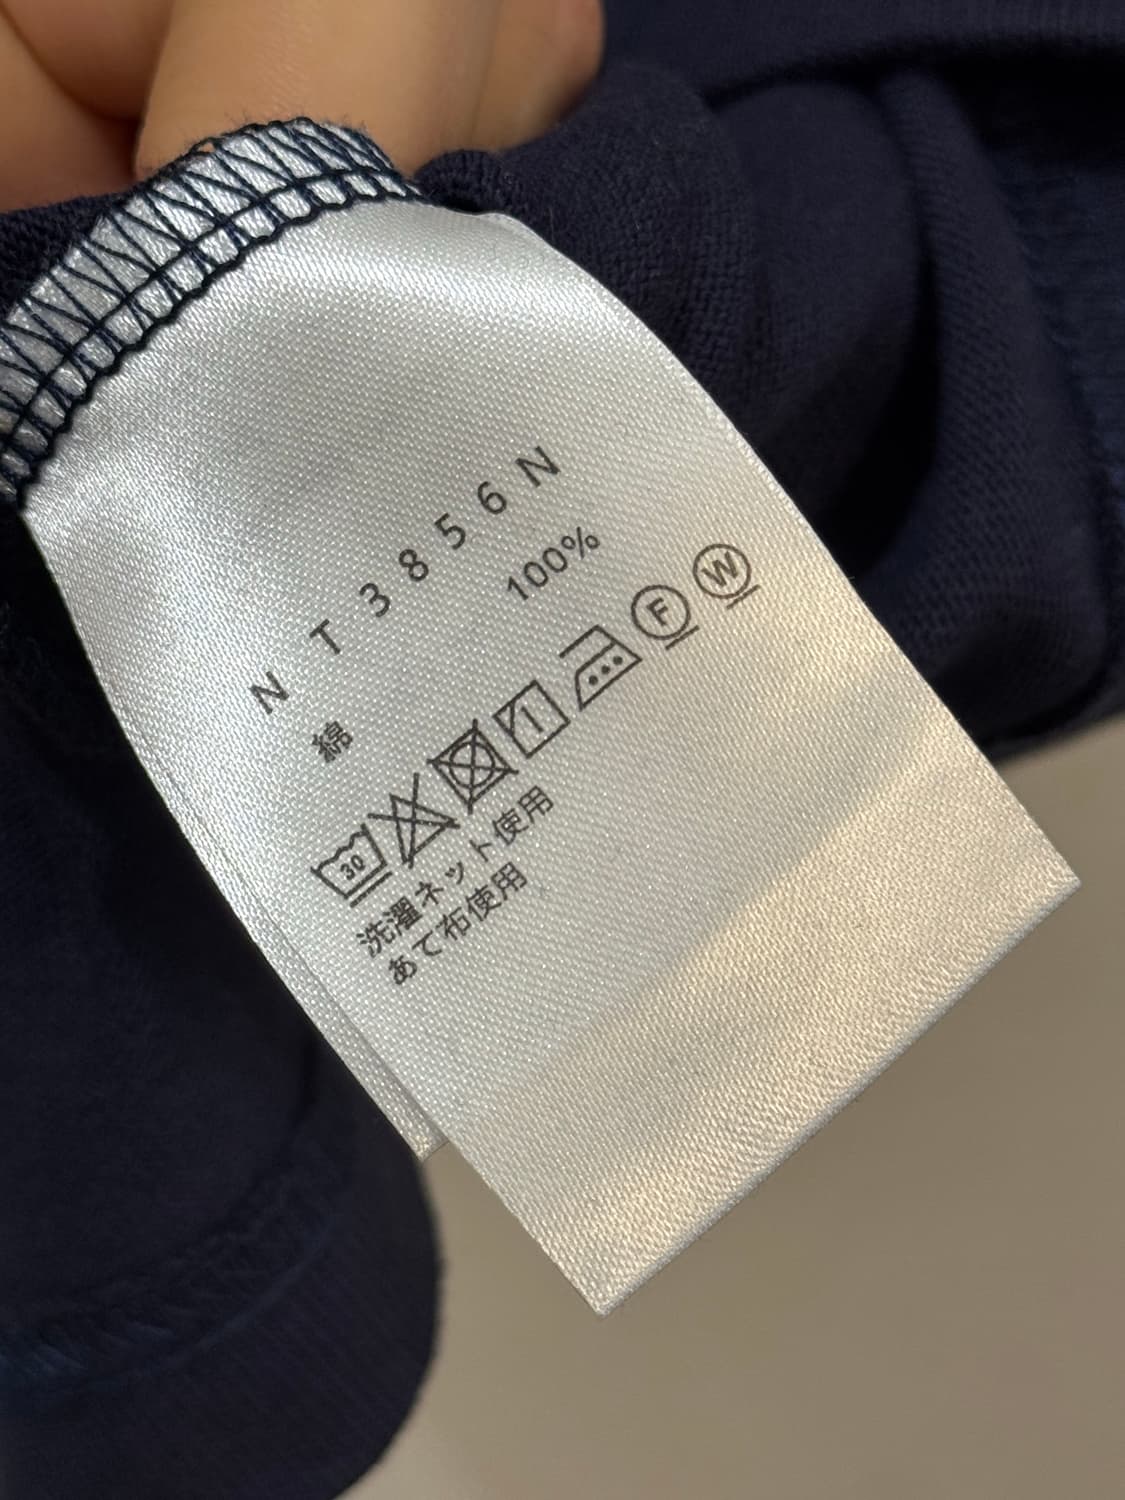 NT3856N
綿 100%
30 F W
洗濯ネット使用
あて布使用